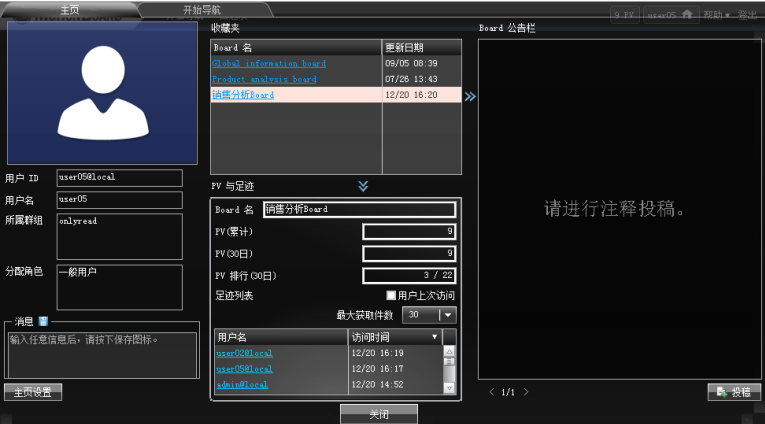 主页
开始导航
9 PV
user05
帮助
登出
收藏夹
Board 公告栏
Board 名
更新日期
Global information board
09/05 08:39
Product analysis board
07/26 13:43
销售分析Board
12/20 16:20
请进行注释投稿。
用户 ID
user05@local
用户名
user05
所属群组
onlyread
分配角色
一般用户
消息
输入任意信息后，请按下保存图标。
主页设置
PV 与足迹
Board 名
销售分析Board
PV(累计)
9
PV(30日)
9
PV 排行(30日)
3 / 22
足迹列表
用户上次访问
最大获取件数
30
用户名
访问时间
user02@local
12/20 16:19
user05@local
12/20 16:17
admin@local
12/20 14:52
关闭
1/1
投稿